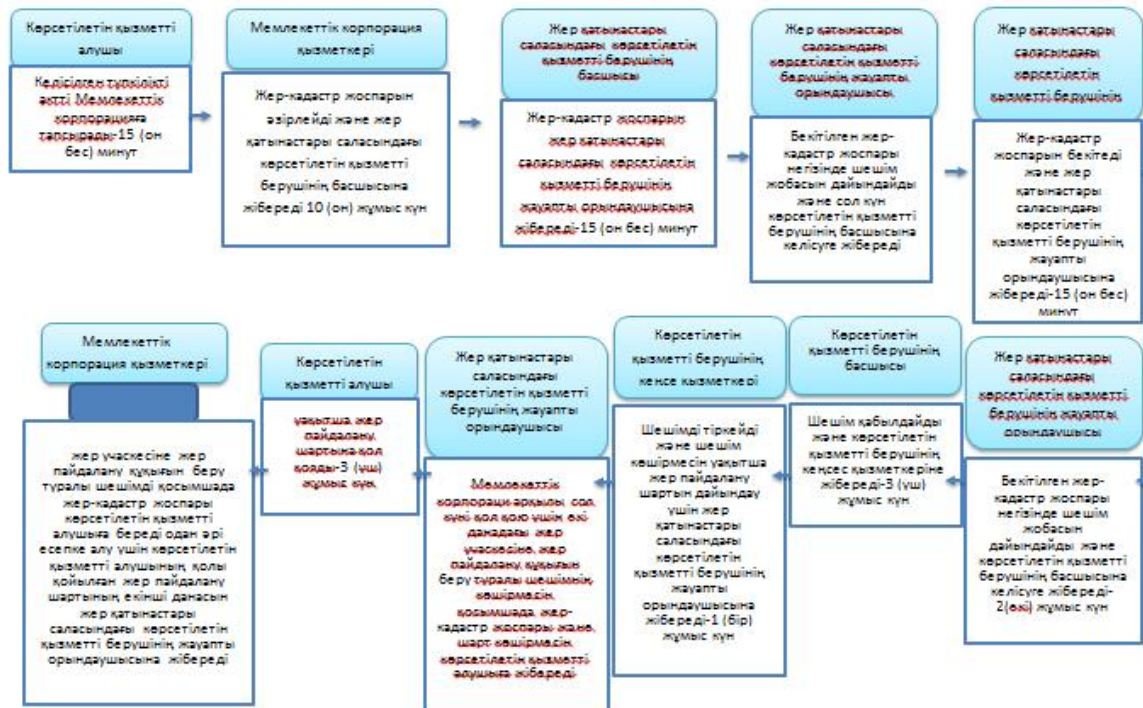 Көрсетілетін қызметті
алушы
Келісілген түпкілікті
актті Мемлекеттік
корпорацияға
тапсырады-15 (он
бес) минут
Мемлекеттік корпорация
қызметкері
Жер-кадастр жоспарын
әзірлейді және жер
қатынастары саласындағы
көрсетілетін қызметті
берушінің басшысына
жібереді 10 (он) жұмыс күн
Жер қатынастары
саласындағы көрсетілетін
қызметті берушінің
басшысы
Жер-кадастр жоспарын
жер қатынастары
саласындағы көрсетілетін
қызметті берушінің
жауапты орындаушысына
жібереді-15 (он бес) минут
Жер қатынастары
саласындағы
көрсетілетін қызметті
берушінің жауапты
орындаушысы
Бекітілген жер-
кадастр жоспары
негізінде шешім
жобасын дайындайды
және сол күн
көрсетілетін қызметті
берушінің басшысына
келісуге жібереді
Жер қатынастары
саласындағы
көрсетілетін
қызметті берушінің
Жер-кадастр
жоспарын бекітеді
және жер
қатынастары
саласындағы
көрсетілетін
қызметті берушінің
жауапты
орындаушысына
жібереді-15 (он бес)
минут
Мемлекеттік
корпорация қызметкері
жер учаскесіне жер
пайдалану құқығын беру
туралы шешімді қосымшада
жер-кадастр жоспары
көрсетілетін қызметті
алушыға береді одан әрі
есепке алу үшін көрсетілетін
қызметті алушының қолы
қойылған жер пайдалану
шартының екінші данасын
жер қатынастары
саласындағы көрсетілетін
қызметті берушінің жауапты
орындаушысына жібереді
Көрсетілетін
қызметті алушы
уақытша жер
пайдалану
шартына қол
қояды-3 (үш)
жұмыс күн
Жер қатынастары
саласындағы
көрсетілетін қызметті
берушінің жауапты
орындаушысы
Мемлекеттік
корпораци арқылы сол
күні қол қою үшін екі
данадағы жер
учаскесіне жер
пайдалану құқығын
беру туралы шешімнің
көшірмесін
қосымшада жер-
кадастр жоспары және
шарт көшірмесін
көрсетілетін қызметті
алушыға жібереді
Көрсетілетін
қызметті берушінің
кеңсе қызметкері
Шешімді тіркейді
және шешім
көшірмесін уақытша
жер пайдалану
шартын дайындау
үшін жер
қатынастары
саласындағы
көрсетілетін
қызметті берушінің
жауапты
орындаушысына
жібереді-1 (бір)
жұмыс күн
Көрсетілетін
қызметті берушінің
басшысы
Шешім қабылдайды
және көрсетілетін
қызметті берушінің
кеңсес қызметкеріне
жібереді-3 (үш)
жұмыс күн
Жер қатынастары
саласындағы
көрсетілетін қызметті
берушінің жауапты
орындаушысы
Бекітілген жер-
кадастр жоспары
негізінде шешім
жобасын
дайындайды және
көрсетілетін қызметті
берушінің басшысына
келісуге жібереді-
2(екі) жұмыс күн